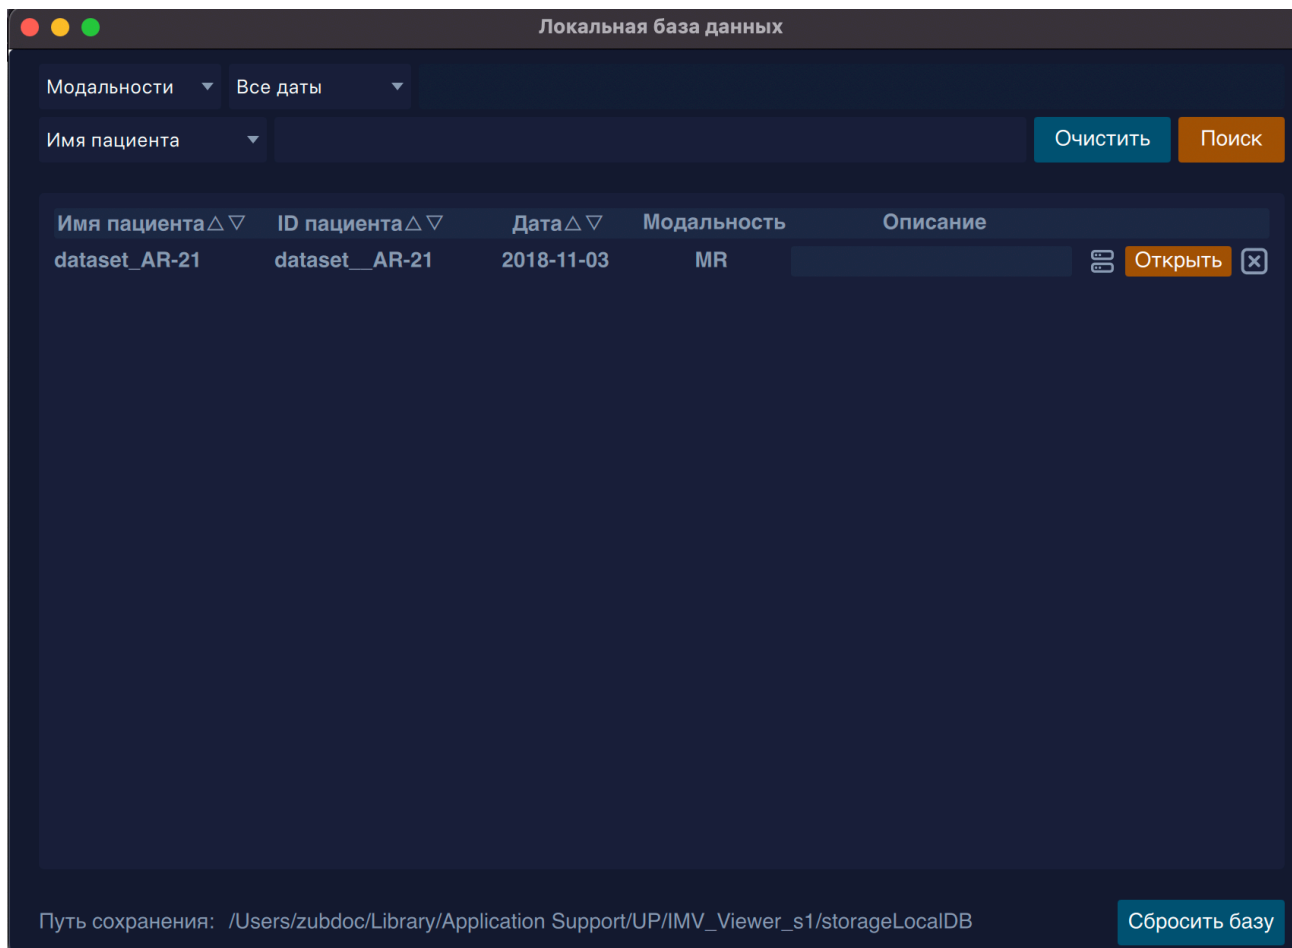 Локальная база данных
Модальности Все даты
Имя пациента Очистить Поиск
Имя пациента△▽ ID пациента△▽ Дата△▽ Модальность Описание
dataset_AR-21 dataset__AR-21 2018-11-03 MR Открыть
Путь сохранения: /Users/zubdoc/Library/Application Support/UP/IMV_Viewer_s1/storageLocalDB Сбросить базу